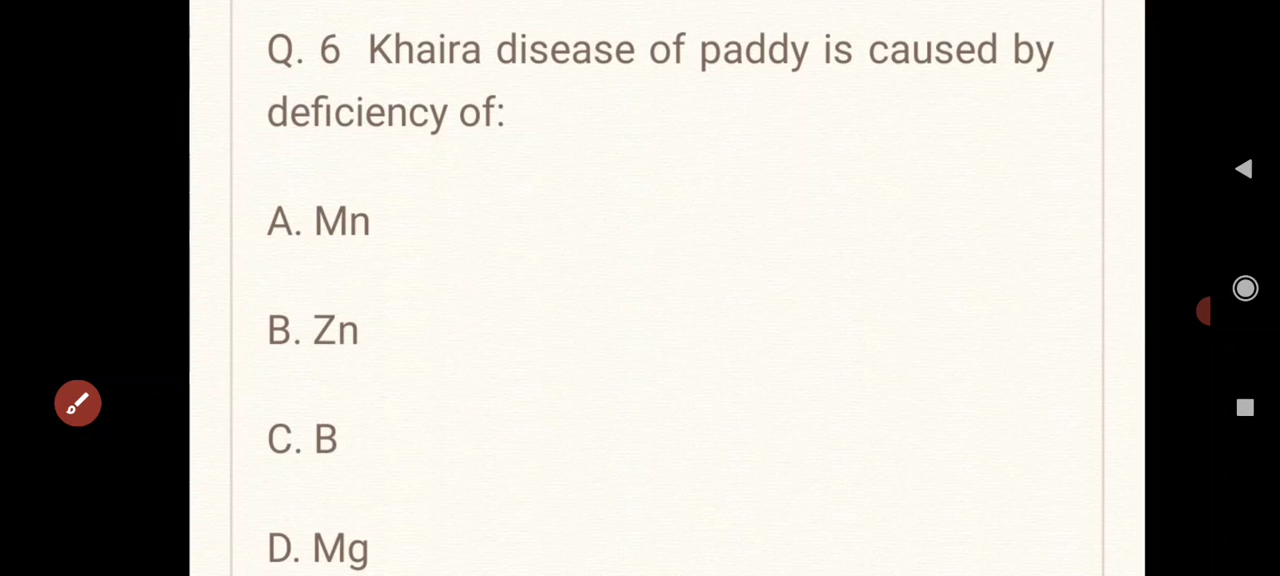 Q. 6 Khaira disease of paddy is caused by
deficiency of:
A. Mn
B. Zn
C. B
D. Mg